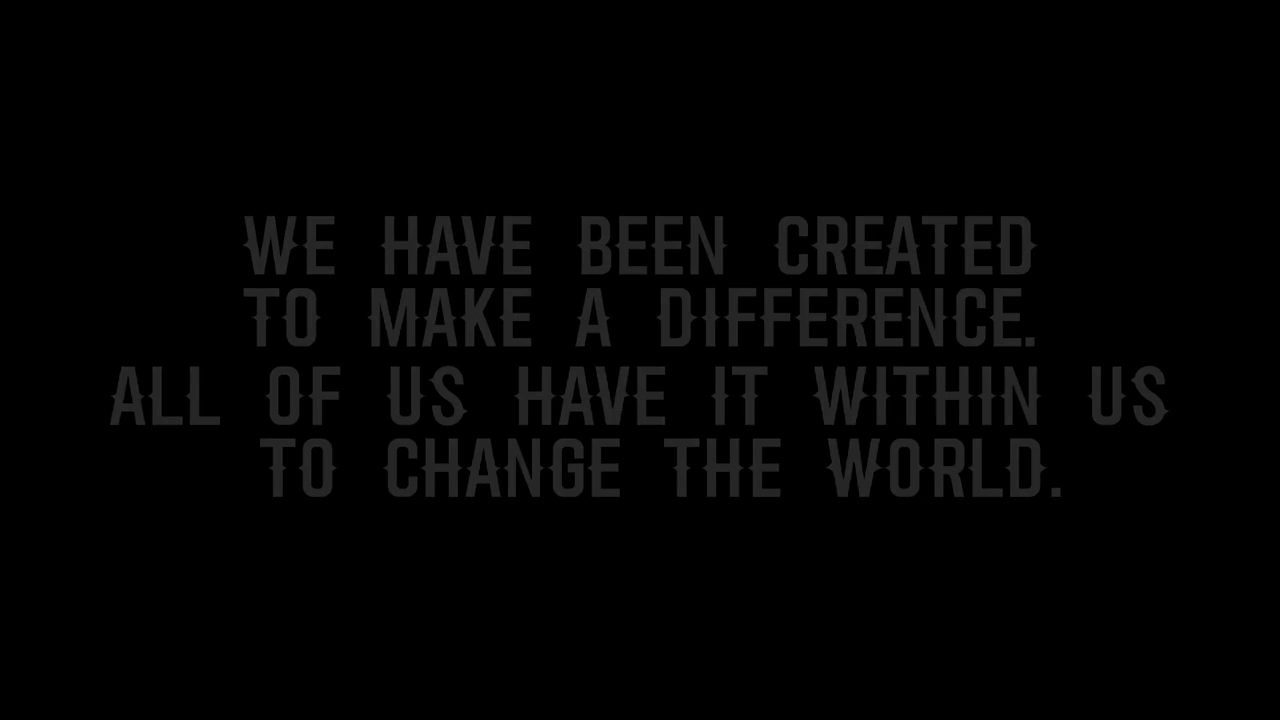 WE HAVE BEEN CREATED
TO MAKE A DIFFERENCE.
ALL OF US HAVE IT WITHIN US
TO CHANGE THE WORLD.